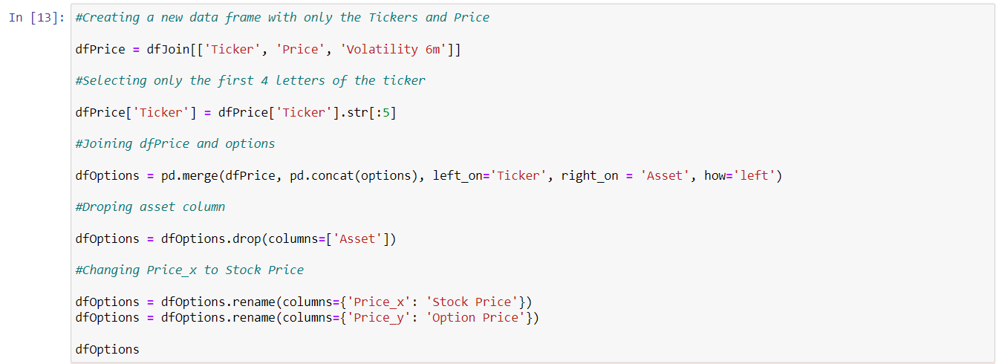 In [13]: #Creating a new data frame with only the Tickers and Price
dfPrice = dfJoin[['Ticker', 'Price', 'Volatility 6m']]
#Selecting only the first 4 letters of the ticker
dfPrice['Ticker'] = dfPrice['Ticker'].str[:5]
#Joining dfPrice and options
dfOptions = pd.merge(dfPrice, pd.concat(options), left_on='Ticker', right_on = 'Asset', how='left')
#Droping asset column
dfOptions = dfOptions.drop(columns=['Asset'])
#Changing Price_x to Stock Price
dfOptions = dfOptions.rename(columns={'Price_x': 'Stock Price'})
dfOptions = dfOptions.rename(columns={'Price_y': 'Option Price'})
dfOptions